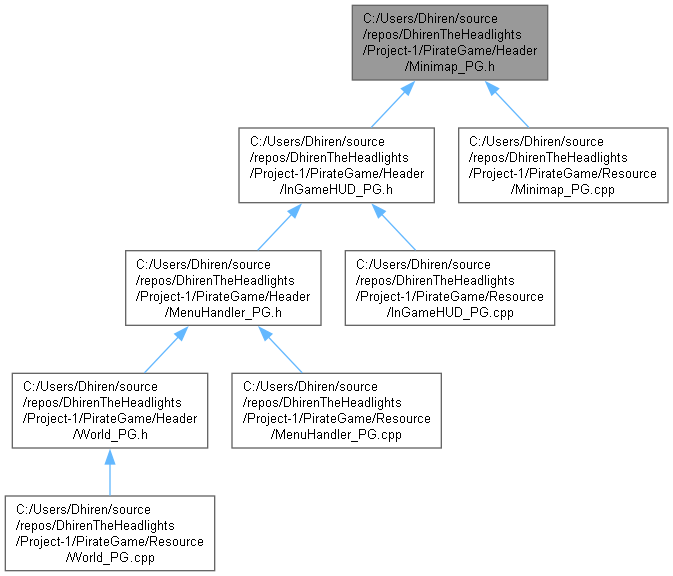 C:/Users/Dhiren/source
/repos/DhirenTheHeadlights
/Project-1/PirateGame/Header
/Minimap_PG.h
C:/Users/Dhiren/source
/repos/DhirenTheHeadlights
/Project-1/PirateGame/Header
/InGameHUD_PG.h
C:/Users/Dhiren/source
/repos/DhirenTheHeadlights
/Project-1/PirateGame/Resource
/Minimap_PG.cpp
C:/Users/Dhiren/source
/repos/DhirenTheHeadlights
/Project-1/PirateGame/Header
/MenuHandler_PG.h
C:/Users/Dhiren/source
/repos/DhirenTheHeadlights
/Project-1/PirateGame/Resource
/InGameHUD_PG.cpp
C:/Users/Dhiren/source
/repos/DhirenTheHeadlights
/Project-1/PirateGame/Header
/World_PG.h
C:/Users/Dhiren/source
/repos/DhirenTheHeadlights
/Project-1/PirateGame/Resource
/MenuHandler_PG.cpp
C:/Users/Dhiren/source
/repos/DhirenTheHeadlights
/Project-1/PirateGame/Resource
/World_PG.cpp